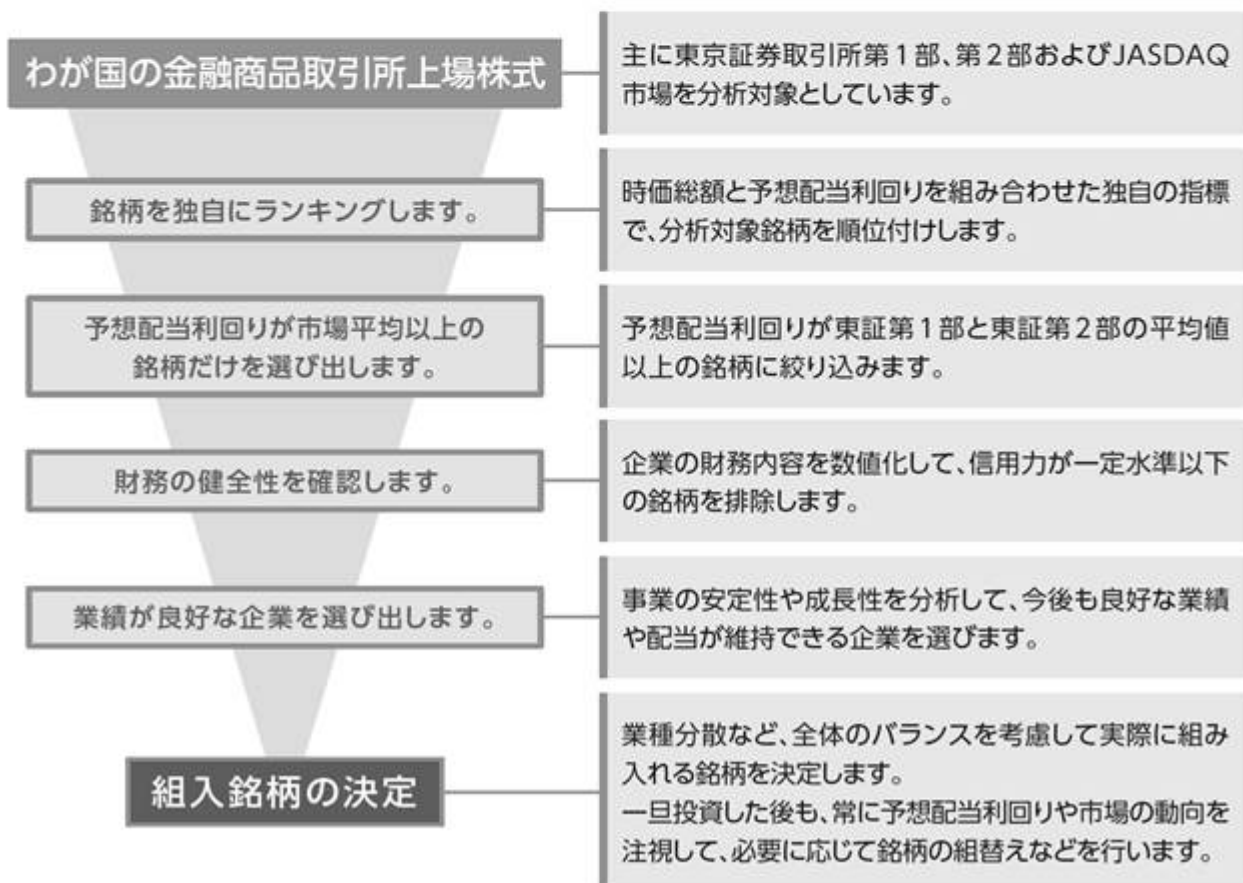 わが国の金融商品取引所上場株式
主に東京証券取引所第1部、第2部およびJASDAQ
市場を分析対象としています。
銘柄を独自にランキングします。
時価総額と予想配当利回りを組み合わせた独自の指標
で、分析対象銘柄を順位付けします。
予想配当利回りが市場平均以上の
銘柄だけを選び出します。
予想配当利回りが東証第1部と東証第2部の平均値
以上の銘柄に絞り込みます。
財務の健全性を確認します。
企業の財務内容を数値化して、信用力が一定水準以下
の銘柄を排除します。
業績が良好な企業を選び出します。
事業の安定性や成長性を分析して、今後も良好な業績
や配当が維持できる企業を選びます。
組入銘柄の決定
業種分散など、全体のバランスを考慮して実際に組み
入れる銘柄を決定します。
一旦投資した後も、常に予想配当利回りや市場の動向を
注視して、必要に応じて銘柄の組替えなどを行います。